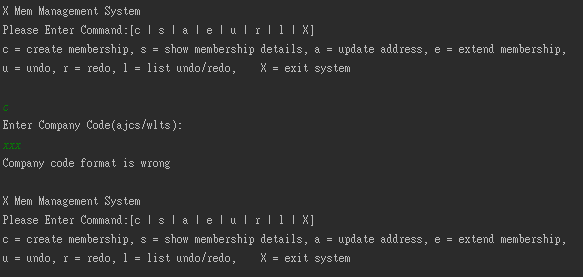 X Mem Management System
Please Enter Command:[c | s | a | e | u | r | l | X]
c = create membership, s = show membership details, a = update address, e = extend membership,
u = undo, r = redo, l = list undo/redo,    X = exit system
c
Enter Company Code(ajcs/wlts):
xxx
Company code format is wrong
X Mem Management System
Please Enter Command:[c | s | a | e | u | r | l | X]
c = create membership, s = show membership details, a = update address, e = extend membership,
u = undo, r = redo, l = list undo/redo,    X = exit system